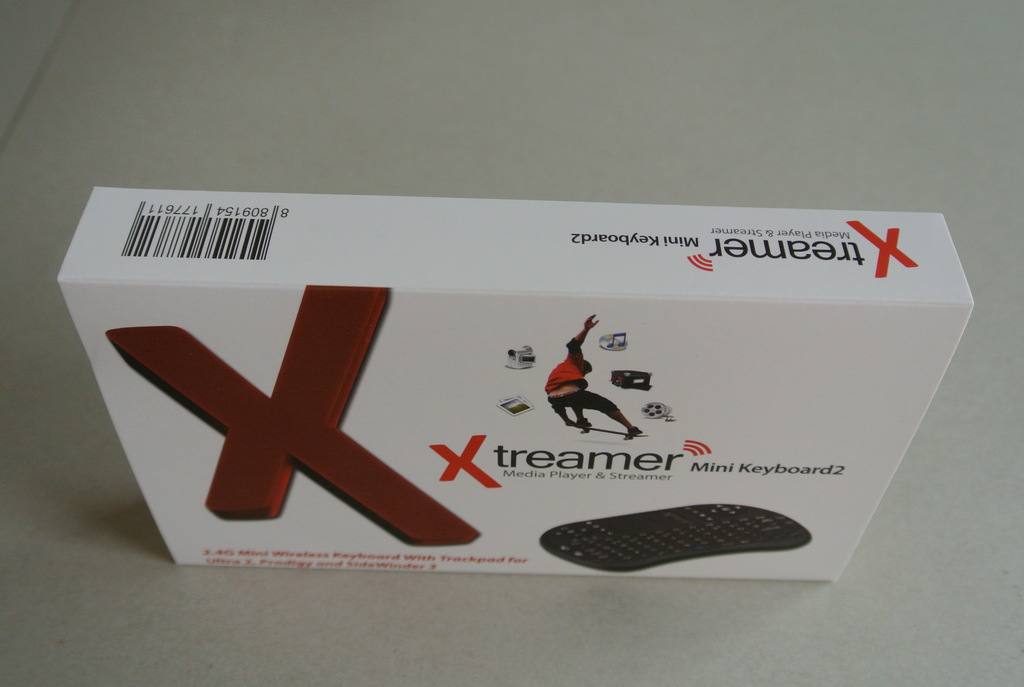 8 809154 177611
Xtreamer Mini Keyboard2
Media Player & Streamer
X
Xtreamer Mini Keyboard2
Media Player & Streamer
2.4G Mini Wireless Keyboard With Trackpad for
Ultra 2, Prodigy and SideWinder 3